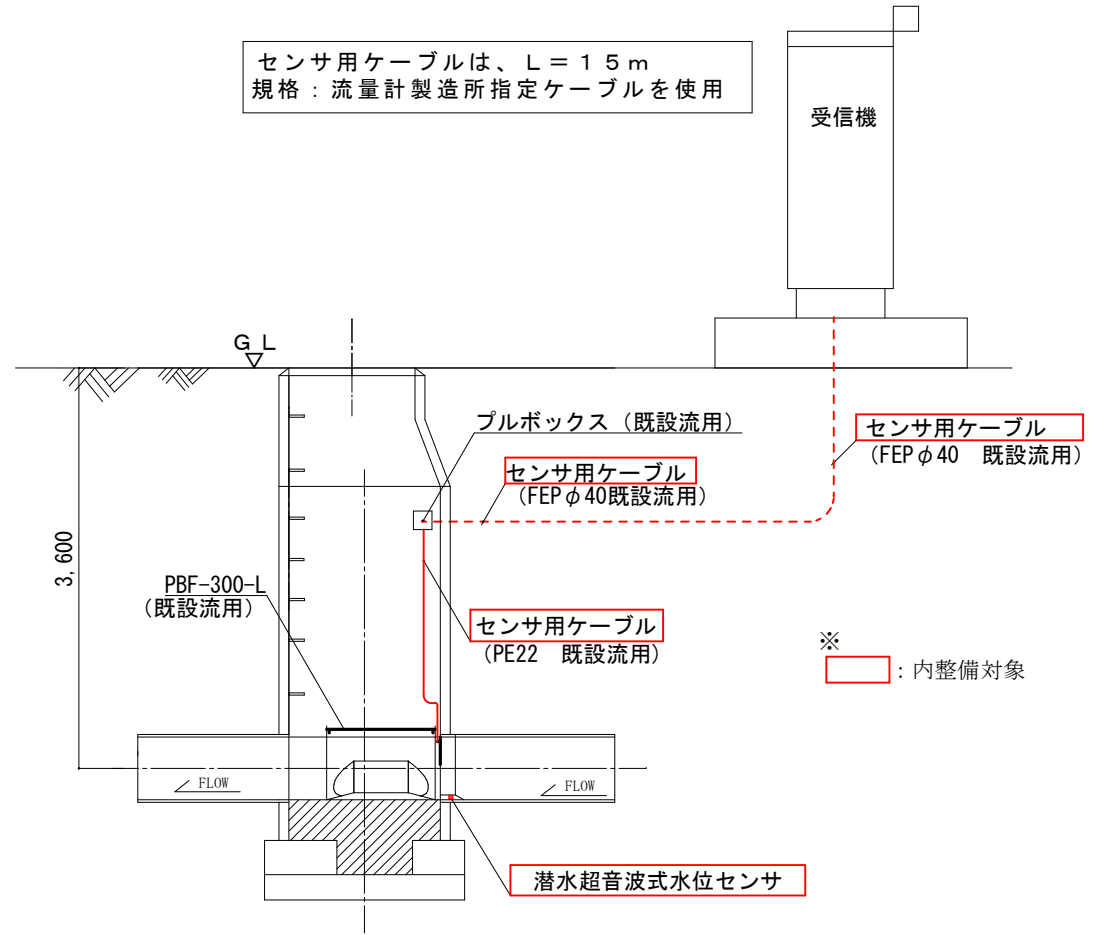 センサ用ケーブルは、L=15m
規格：流量計製造所指定ケーブルを使用
受信機
GL
プルボックス（既設流用）
センサ用ケーブル
（FEPφ40既設流用）
センサ用ケーブル
（FEPφ40　既設流用）
3,600
PBF-300-L
（既設流用）
センサ用ケーブル
（PE22　既設流用）
※
：内整備対象
FLOW
FLOW
潜水超音波式水位センサ